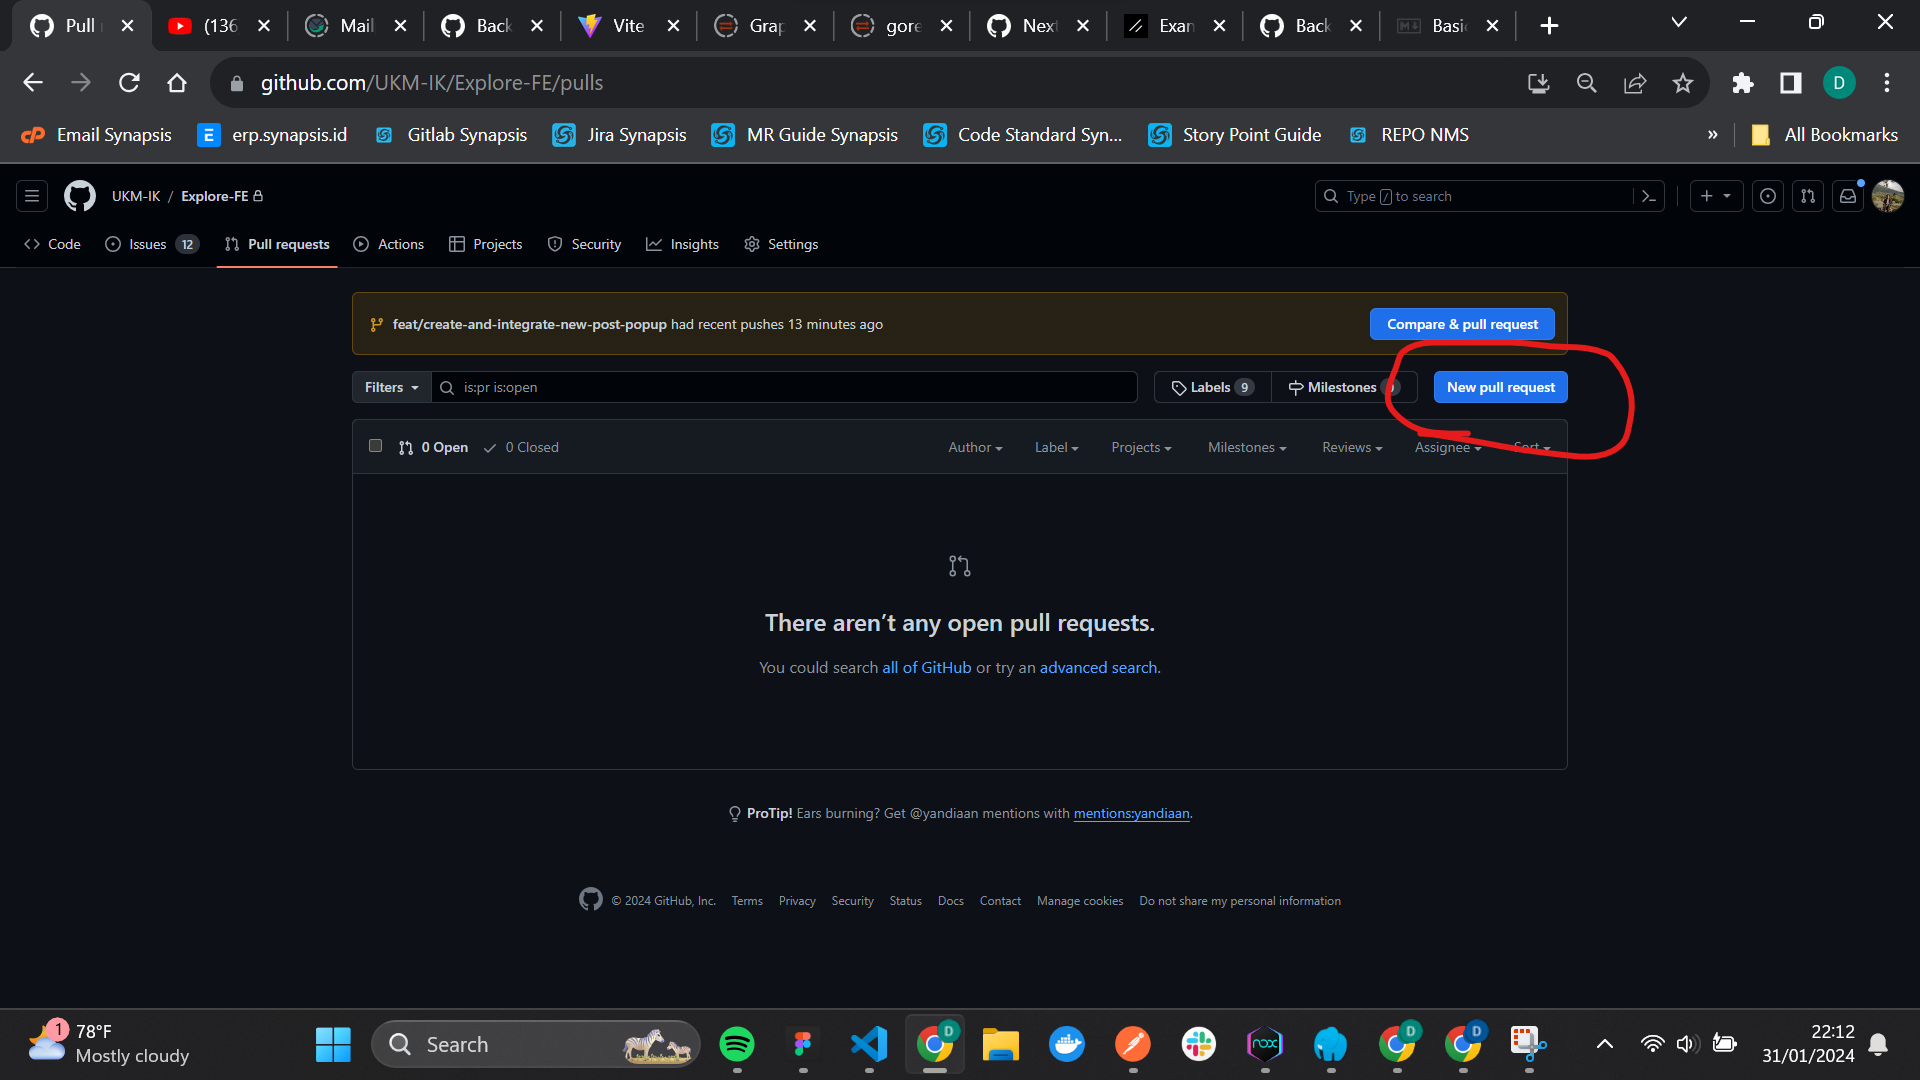 Pull
(136
Mail
Back
Vite
Grap
gore
Next
Exan
Back
Basi
github.com/UKM-IK/Explore-FE/pulls
D
Email Synapsis
erp.synapsis.id
Gitlab Synapsis
Jira Synapsis
MR Guide Synapsis
Code Standard Syn...
Story Point Guide
REPO NMS
»
All Bookmarks
UKM-IK / Explore-FE
Type / to search
Code
Issues 12
Pull requests
Actions
Projects
Security
Insights
Settings
feat/create-and-integrate-new-post-popup had recent pushes 13 minutes ago
Compare & pull request
Filters
is:pr is:open
Labels 9
Milestones
New pull request
0 Open
0 Closed
Author
Label
Projects
Milestones
Reviews
Assignee
Sort
There aren’t any open pull requests.
You could search all of GitHub or try an advanced search.
ProTip! Ears burning? Get @yandiaan mentions with mentions:yandiaan.
© 2024 GitHub, Inc.
Terms
Privacy
Security
Status
Docs
Contact
Manage cookies
Do not share my personal information
1
78°F
Mostly cloudy
Search
D
nox
D
D
22:12
31/01/2024